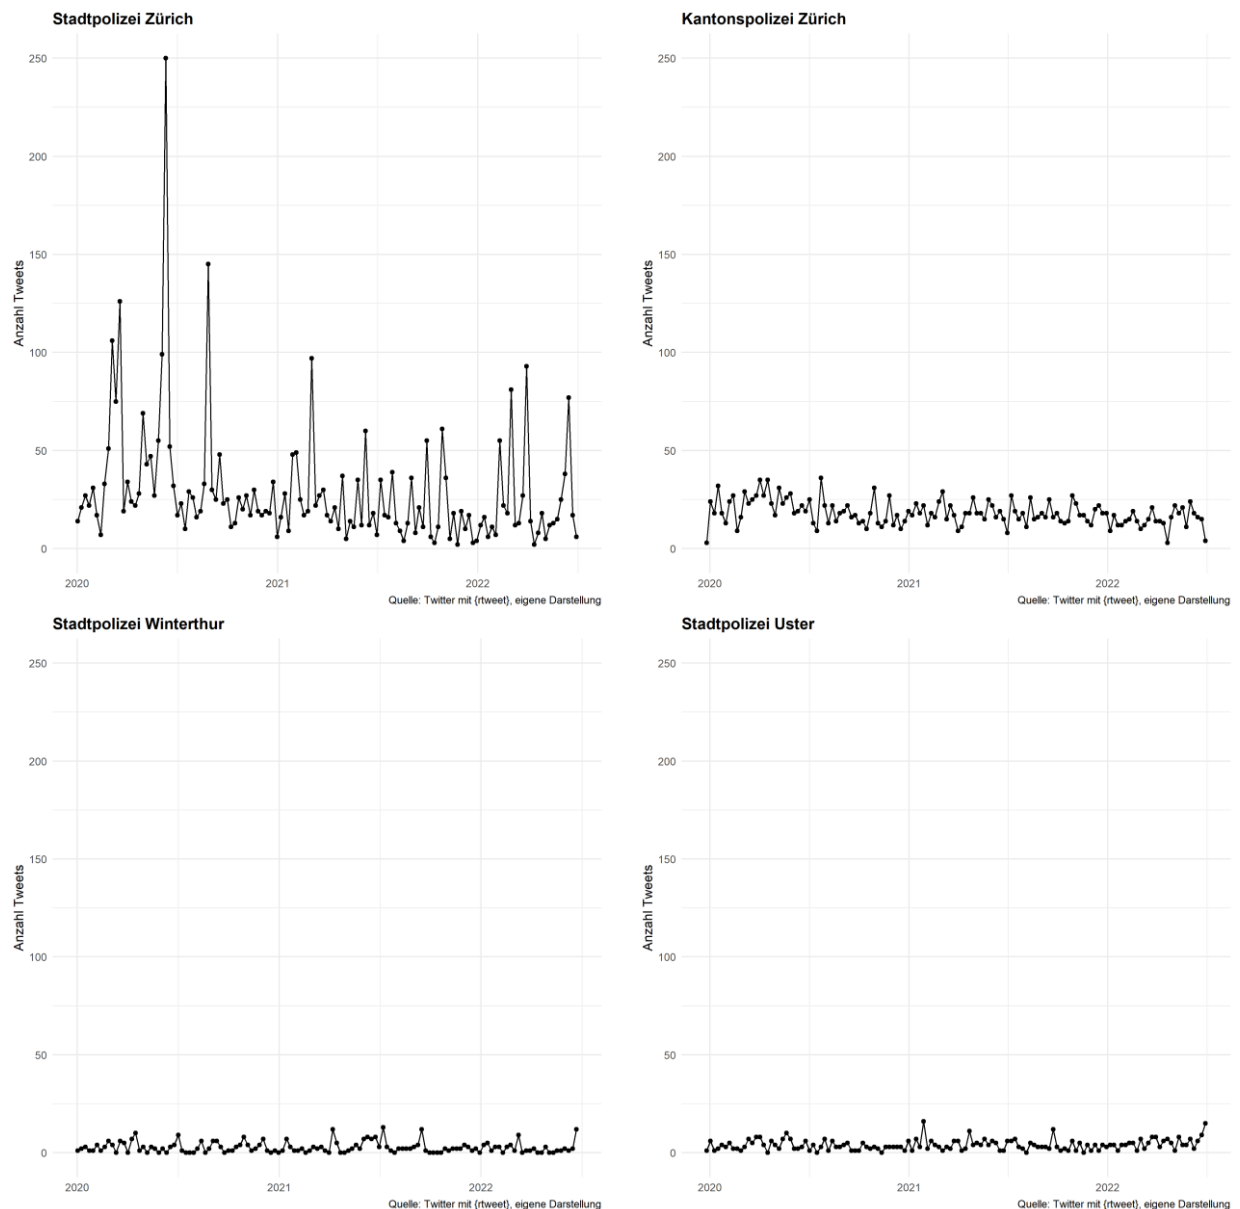 Stadtpolizei Zürich
250
200
150
100
50
0
Anzahl Tweets
2020 2021 2022
Quelle: Twitter mit {rtweet}, eigene Darstellung
Kantonspolizei Zürich
250
200
150
100
50
0
Anzahl Tweets
2020 2021 2022
Quelle: Twitter mit {rtweet}, eigene Darstellung
Stadtpolizei Winterthur
250
200
150
100
50
0
Anzahl Tweets
2020 2021 2022
Quelle: Twitter mit {rtweet}, eigene Darstellung
Stadtpolizei Uster
250
200
150
100
50
0
Anzahl Tweets
2020 2021 2022
Quelle: Twitter mit {rtweet}, eigene Darstellung